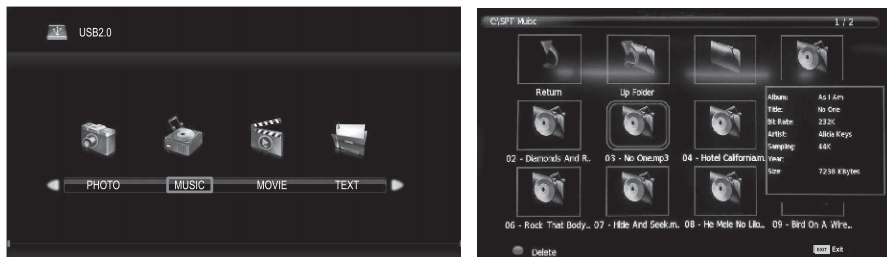 USB2.0
PHOTO MUSIC MOVIE TEXT
C:\SPT Muisc 1 / 2
Return Up Folder
Album: As I Am
Title: No One
Bit Rate: 232K
Artist: Alicia Keys
Sampling: 44K
Year:
Size: 7238 KBytes
02 - Diamonds And R.. 03 - No One.mp3 04 - Hotel California.m
06 - Rock That Body... 07 - Hide And Seek.m.. 08 - He Mele No Lilo... 09 - Bird On A Wire...
Delete EXIT Exit